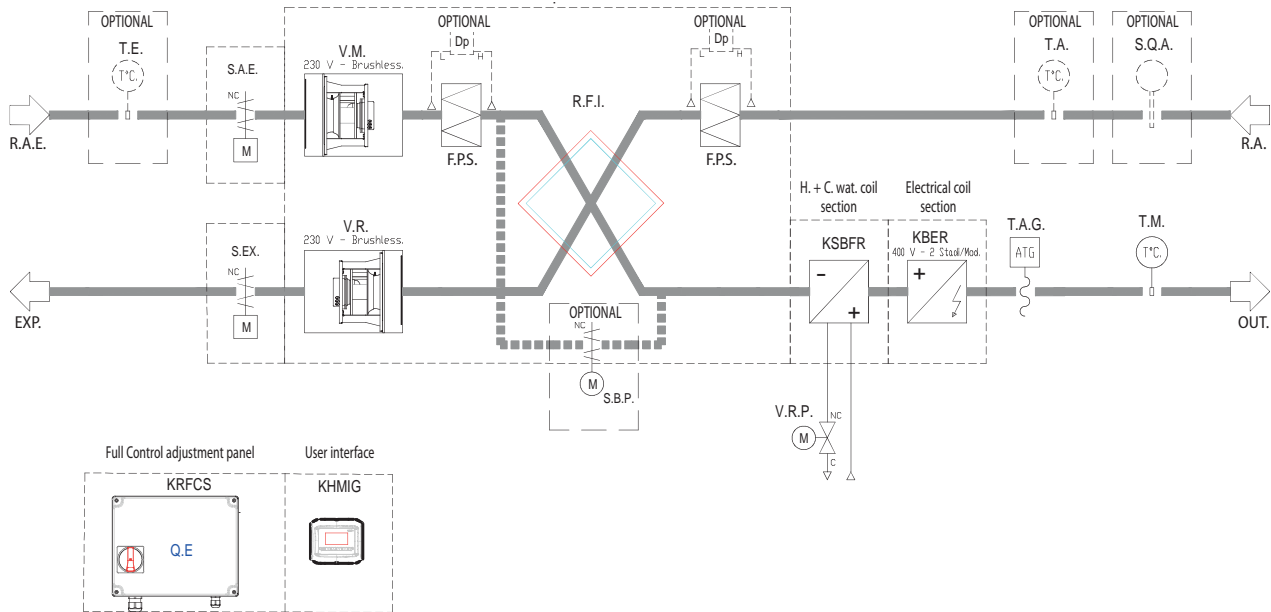 OPTIONAL
T.E.
T°C.
R.A.E.
S.A.E.
NC
M
V.M.
230 V - Brushless.
OPTIONAL
Dp
L H
F.P.S.
R.F.I.
OPTIONAL
Dp
L H
F.P.S.
OPTIONAL
T.A.
T°C.
OPTIONAL
S.Q.A.
R.A.
EXP.
S.EX.
NC
M
V.R.
230 V - Brushless.
OPTIONAL
NC
M
S.B.P.
H. + C. wat. coil
section
KSBFR
-
+
Electrical coil
section
KBER
400 V - 2 Stadi/Mod.
+
T.A.G.
ATG
T.M.
T°C.
OUT.
V.R.P.
NC
M
C
Full Control adjustment panel
KRFCS
Q.E
User interface
KHMIG